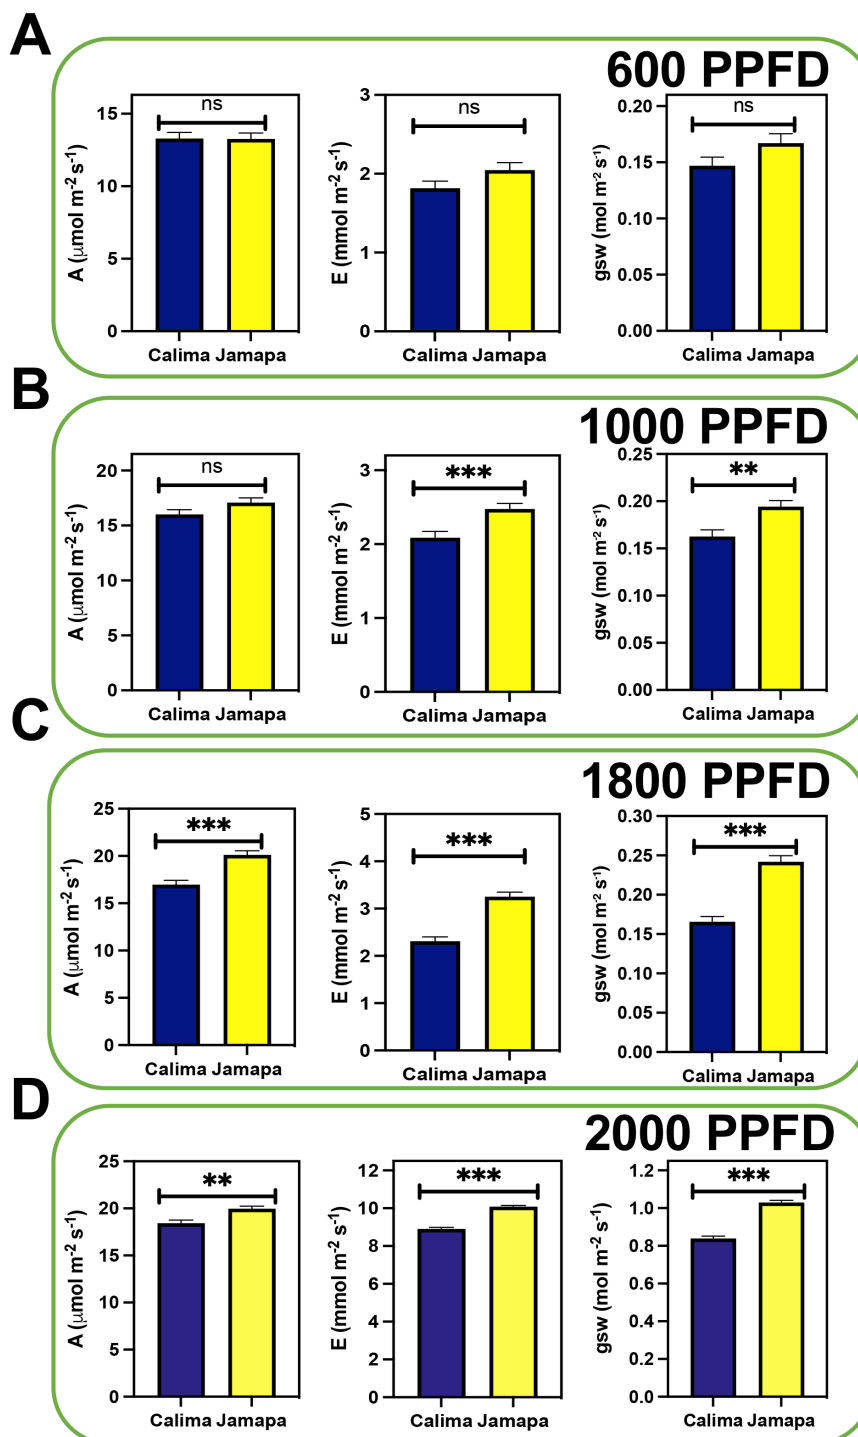 A
600 PPFD
A (μmol m-2 s-1)
15
10
5
0
ns
Calima Jamapa
E (mmol m-2 s-1)
3
2
1
0
ns
Calima Jamapa
gsw (mol m-2 s-1)
0.20
0.15
0.10
0.05
0.00
ns
Calima Jamapa
B
1000 PPFD
A (μmol m-2 s-1)
20
15
10
5
0
ns
Calima Jamapa
E (mmol m-2 s-1)
3
2
1
0
***
Calima Jamapa
gsw (mol m-2 s-1)
0.25
0.20
0.15
0.10
0.05
0.00
**
Calima Jamapa
C
1800 PPFD
A (μmol m-2 s-1)
25
20
15
10
5
0
***
Calima Jamapa
E (mmol m-2 s-1)
5
4
3
2
1
0
***
Calima Jamapa
gsw (mol m-2 s-1)
0.30
0.25
0.20
0.15
0.10
0.05
0.00
***
Calima Jamapa
D
2000 PPFD
A (μmol m-2 s-1)
25
20
15
10
5
0
**
Calima Jamapa
E (mmol m-2 s-1)
12
10
8
6
4
2
0
***
Calima Jamapa
gsw (mol m-2 s-1)
1.2
1.0
0.8
0.6
0.4
0.2
0.0
***
Calima Jamapa